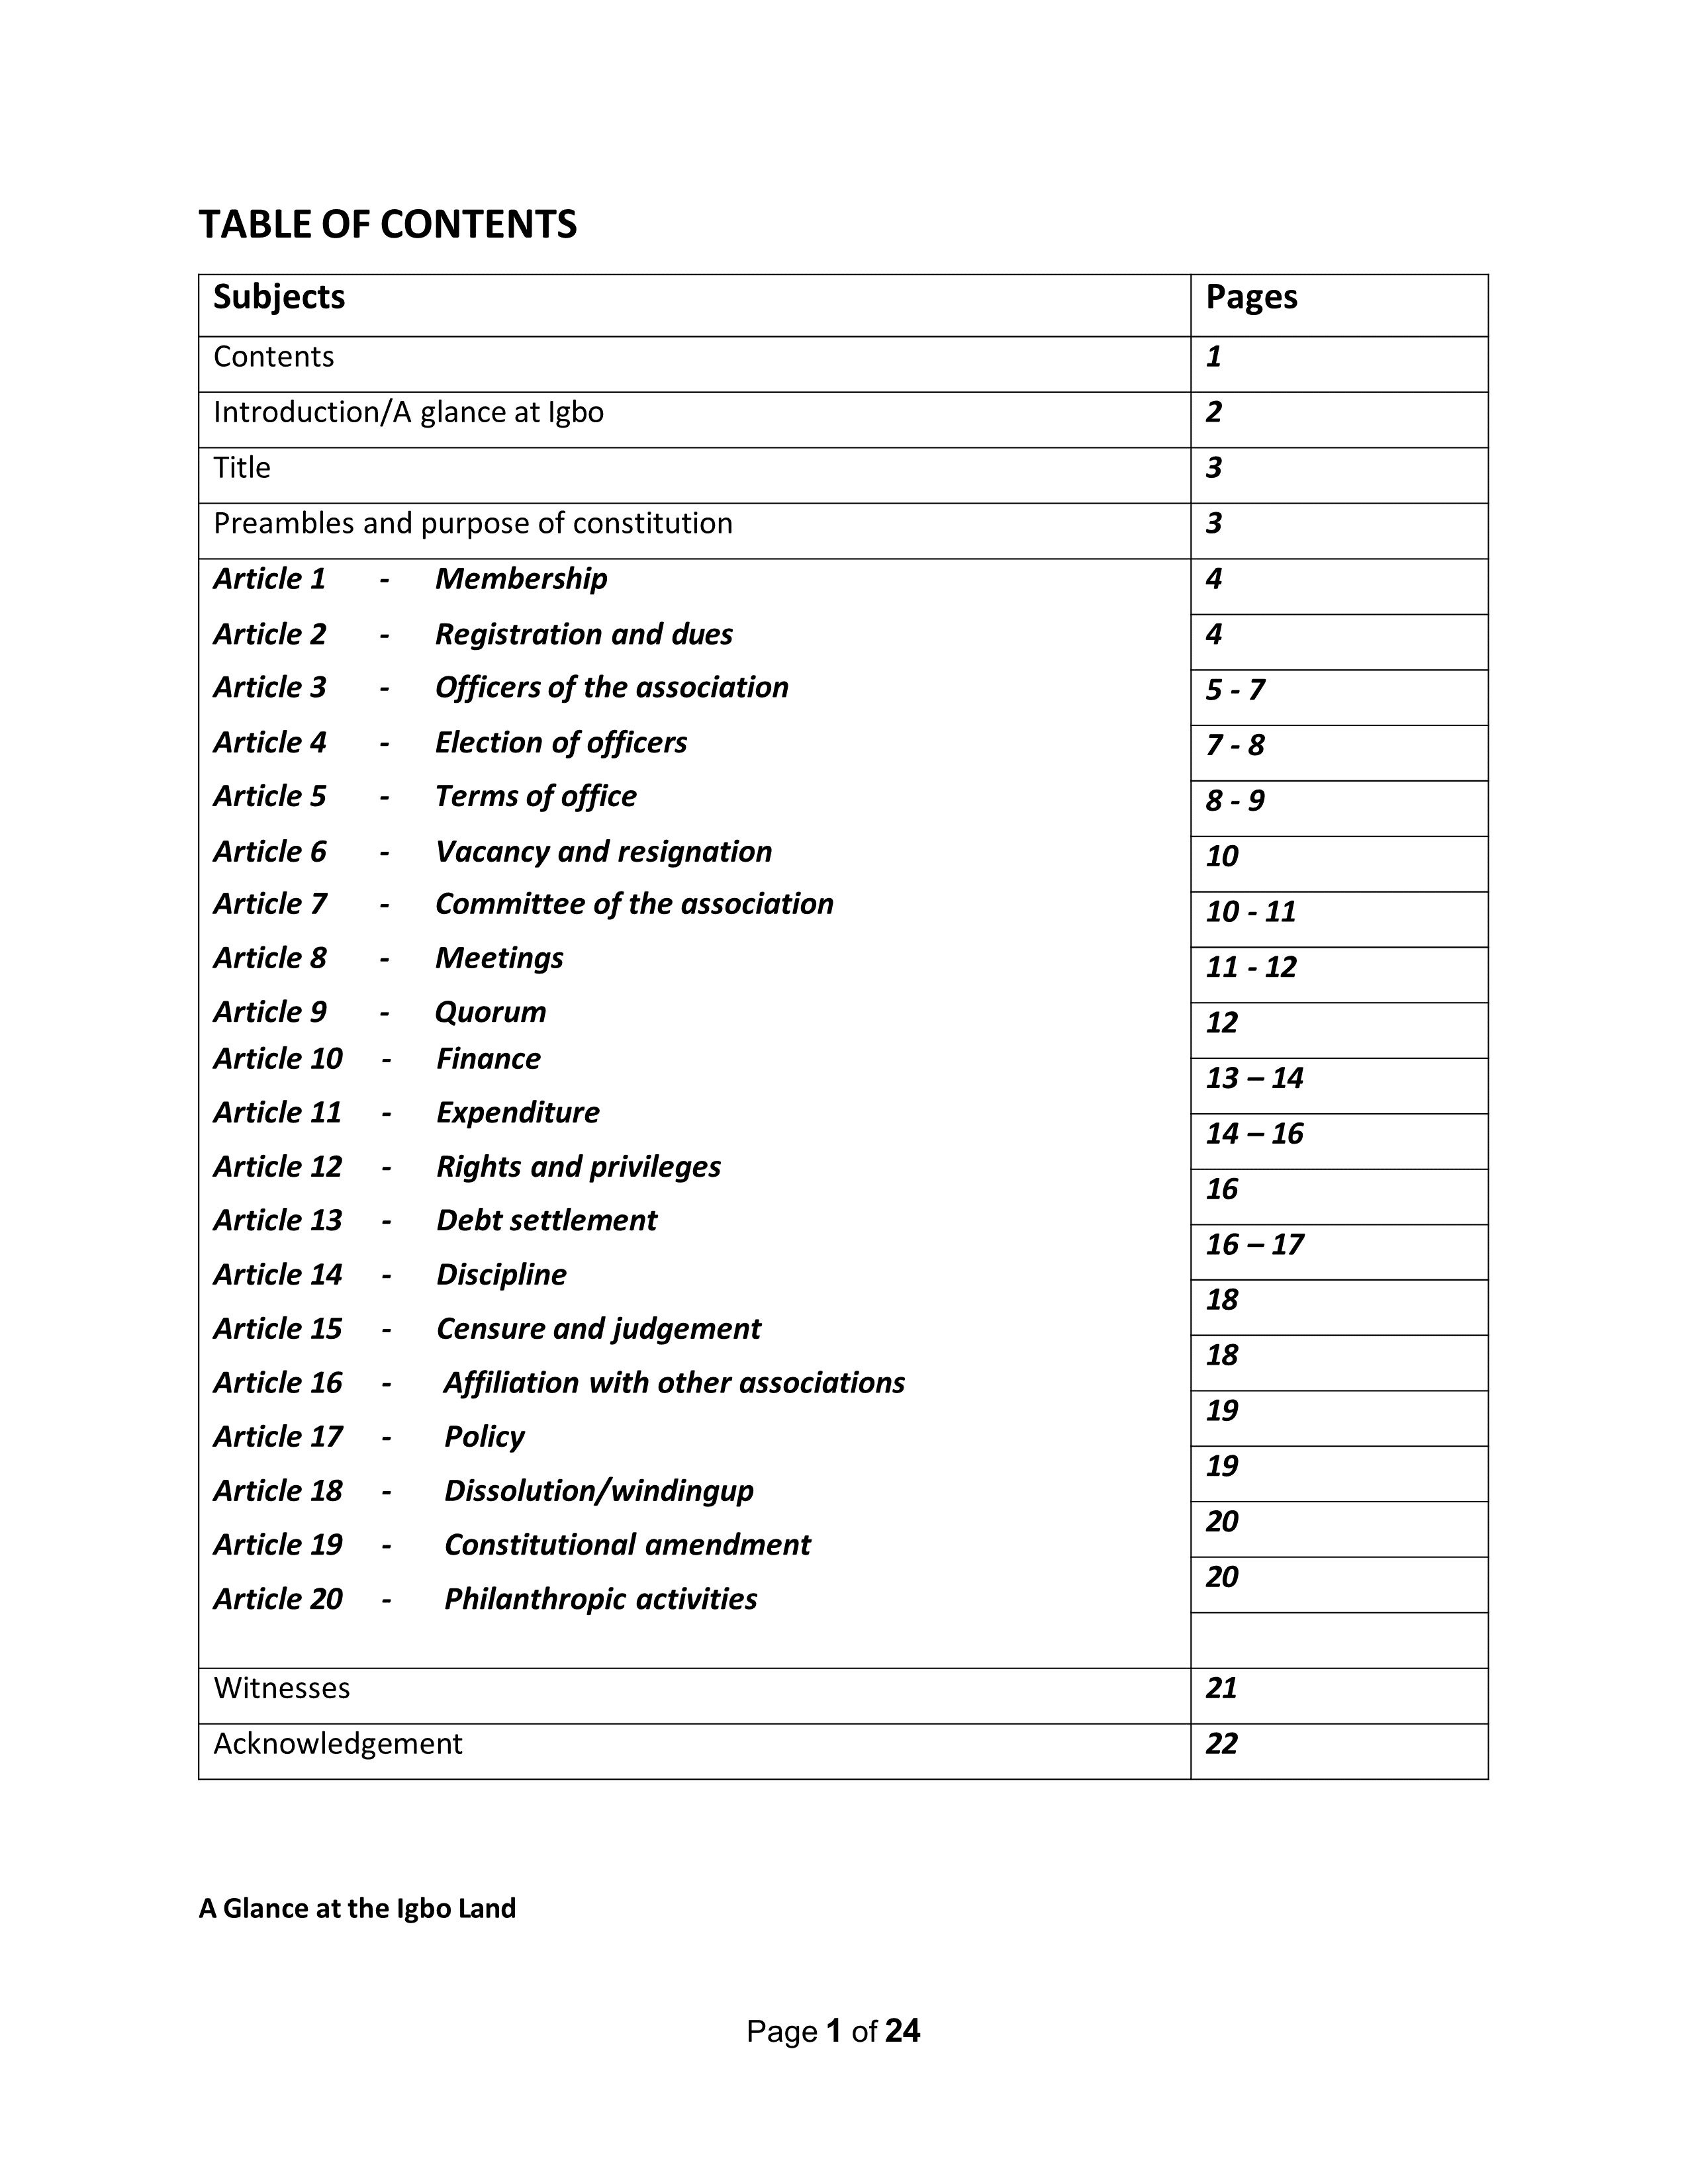 TABLE OF CONTENTS
Subjects Pages
Contents 1
Introduction/A glance at Igbo 2
Title 3
Preambles and purpose of constitution 3
Article 1 - Membership 4
Article 2 - Registration and dues 4
Article 3 - Officers of the association 5 - 7
Article 4 - Election of officers 7 - 8
Article 5 - Terms of office 8 - 9
Article 6 - Vacancy and resignation 10
Article 7 - Committee of the association 10 - 11
Article 8 - Meetings 11 - 12
Article 9 - Quorum 12
Article 10 - Finance 13 – 14
Article 11 - Expenditure 14 – 16
Article 12 - Rights and privileges 16
Article 13 - Debt settlement 16 – 17
Article 14 - Discipline 18
Article 15 - Censure and judgement 18
Article 16 - Affiliation with other associations 19
Article 17 - Policy 19
Article 18 - Dissolution/windingup 20
Article 19 - Constitutional amendment 20
Article 20 - Philanthropic activities
Witnesses 21
Acknowledgement 22
A Glance at the Igbo Land
Page 1 of 24